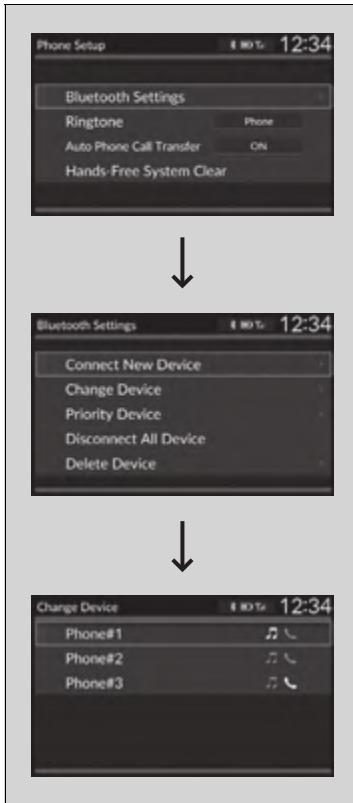 Phone Setup 12:34
Bluetooth Settings
Ringtone Phone
Auto Phone Call Transfer ON
Hands-Free System Clear
Bluetooth Settings 12:34
Connect New Device
Change Device
Priority Device
Disconnect All Device
Delete Device
Change Device 12:34
Phone#1
Phone#2
Phone#3